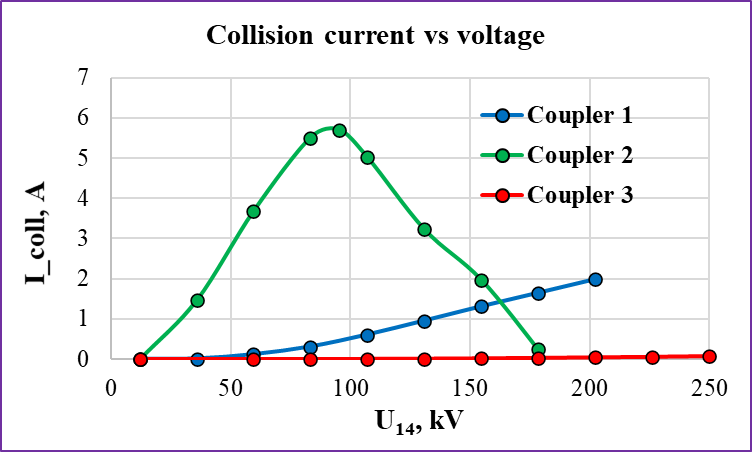 Collision current vs voltage
7
6
5
4
3
2
1
0
I_coll, A
Coupler 1
Coupler 2
Coupler 3
0 50 100 150 200 250
U₁₄, kV